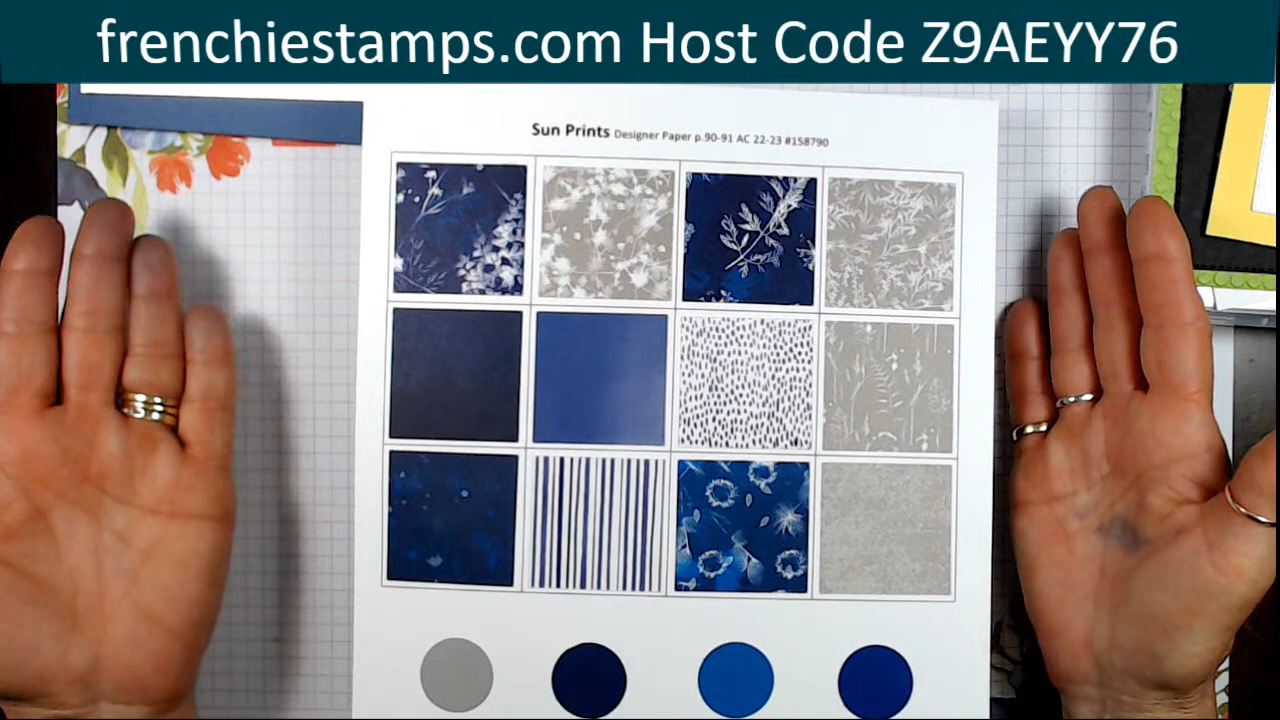 frenchiestamps.com Host Code Z9AEYY76
Sun Prints Designer Paper p.90-91 AC 22-23 #158790